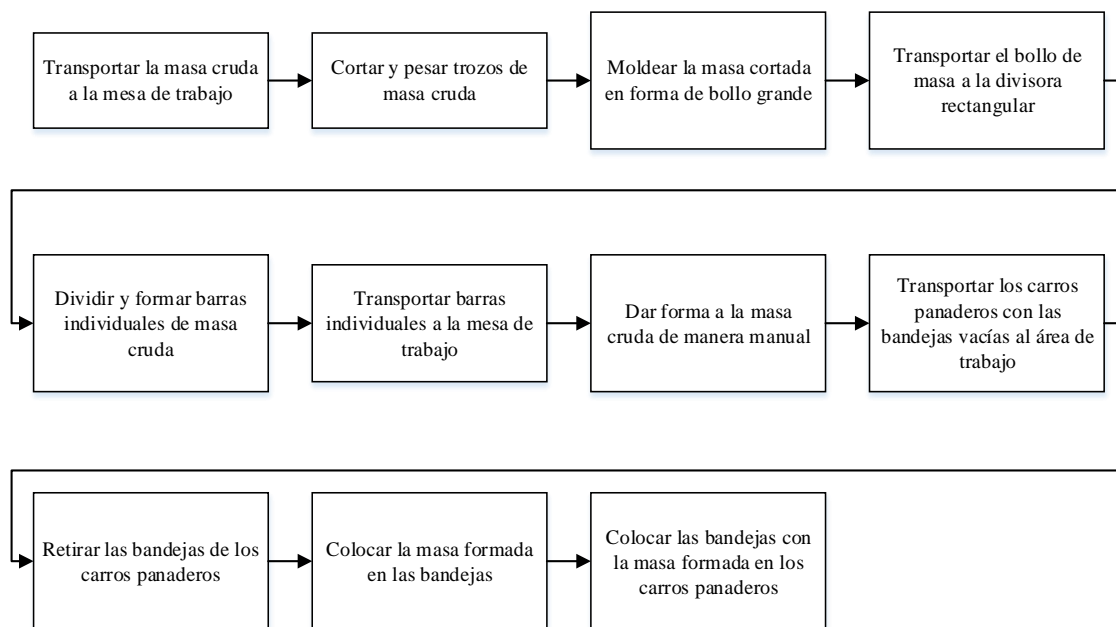 Transportar la masa cruda
a la mesa de trabajo
Cortar y pesar trozos de
masa cruda
Moldear la masa cortada
en forma de bollo grande
Transportar el bollo de
masa a la divisora
rectangular
Dividir y formar barras
individuales de masa
cruda
Transportar barras
individuales a la mesa de
trabajo
Dar forma a la masa
cruda de manera manual
Transportar los carros
panaderos con las
bandejas vacías al área de
trabajo
Retirar las bandejas de los
carros panaderos
Colocar la masa formada
en las bandejas
Colocar las bandejas con
la masa formada en los
carros panaderos